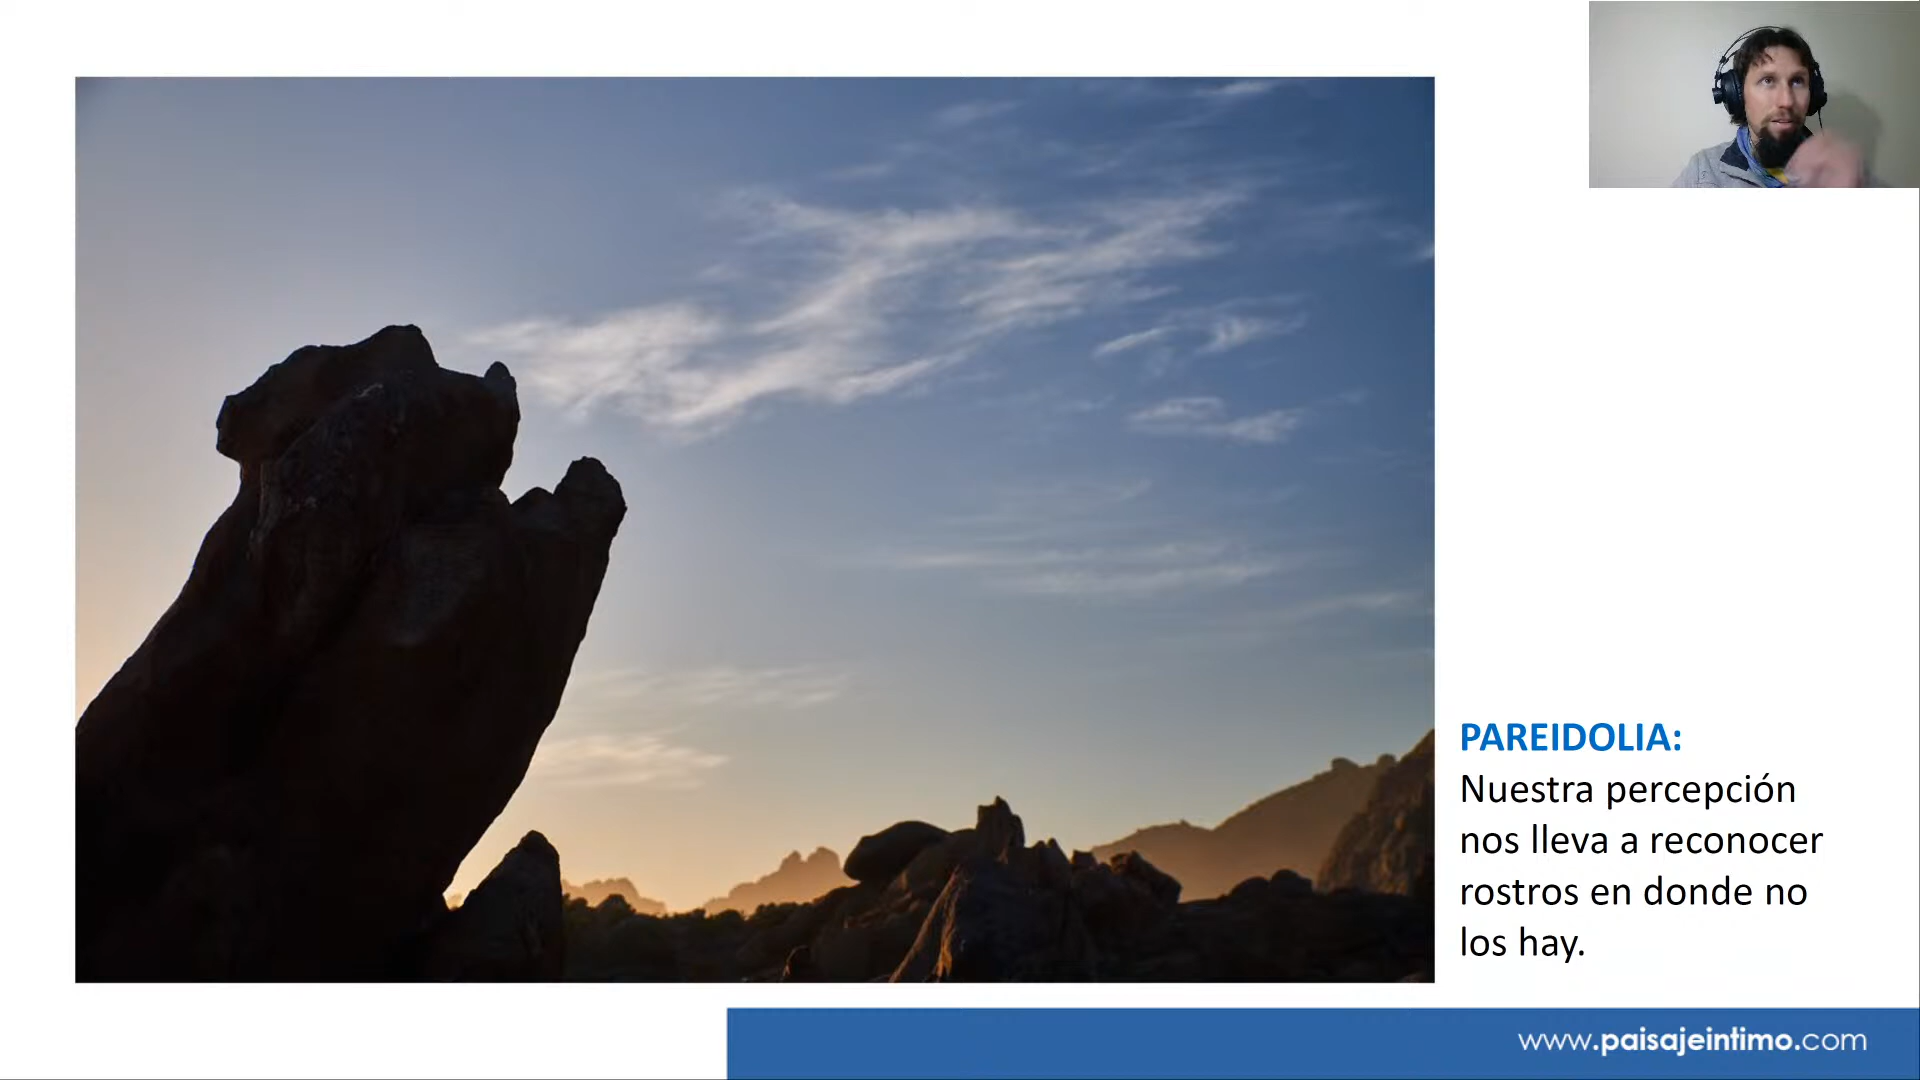 PAREIDOLIA:
Nuestra percepción
nos lleva a reconocer
rostros en donde no
los hay.
www.paisajeintimo.com